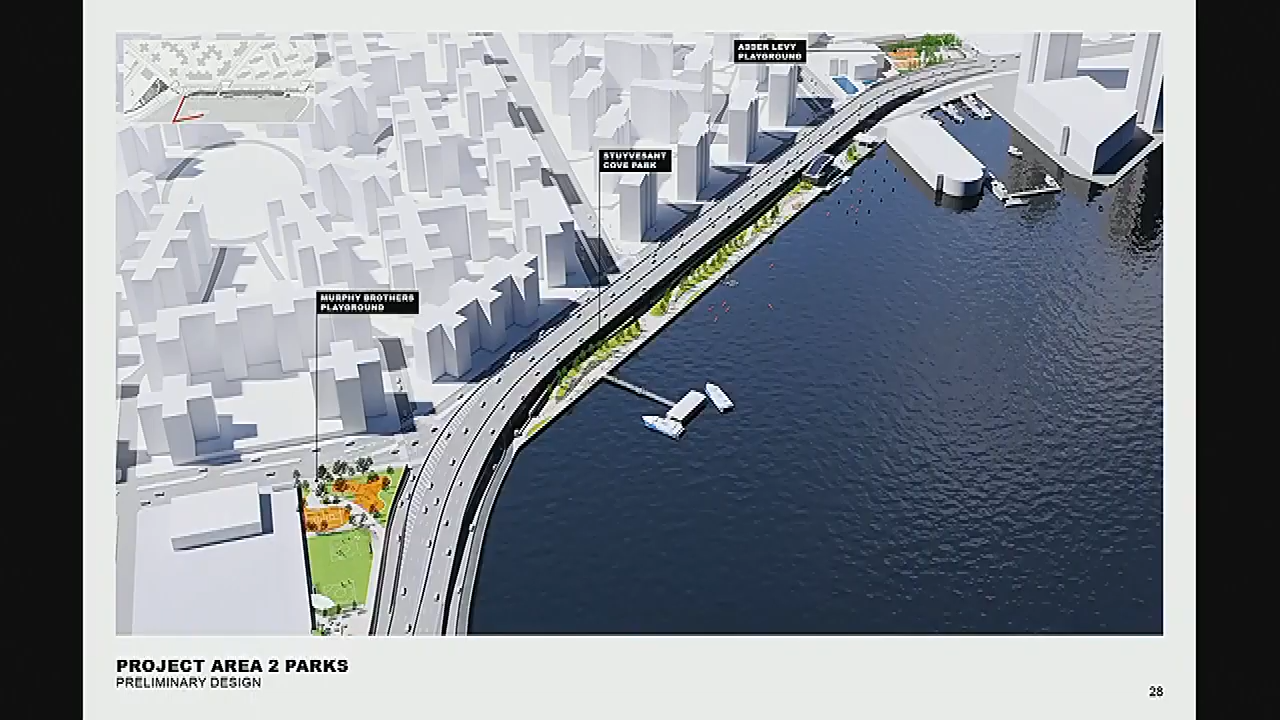 ASSER LEVY
PLAYGROUND
STUYVESANT
COVE PARK
MURPHY BROTHERS
PLAYGROUND
PROJECT AREA 2 PARKS
PRELIMINARY DESIGN
28